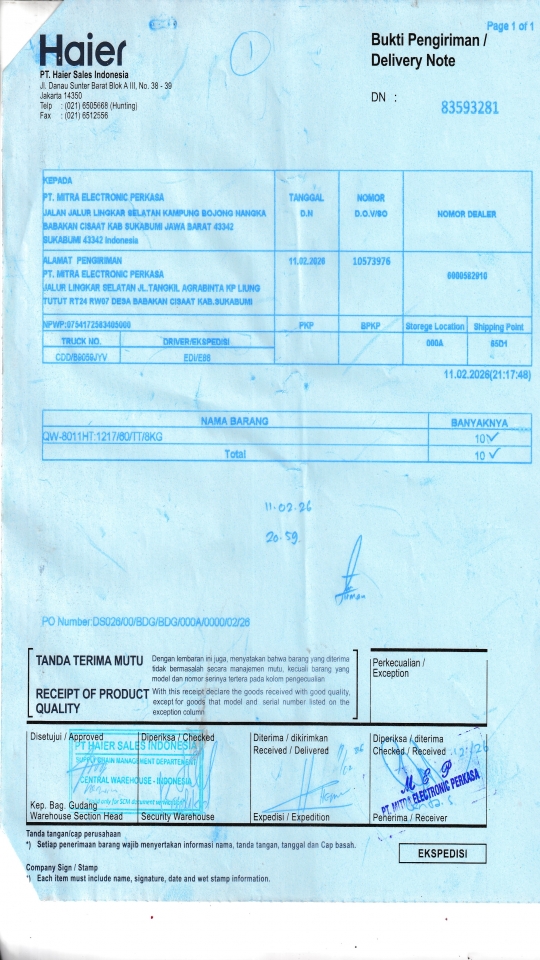 Page 1 of 1
Haier
PT. Haier Sales Indonesia
Jl. Danau Sunter Barat Blok A III, No. 38 - 39
Jakarta 14350
Telp : (021) 6505668 (Hunting)
Fax : (021) 6512556
1
Bukti Pengiriman /
Delivery Note
DN : 83593281
KEPADA
PT. MITRA ELECTRONIC PERKASA
JALAN JALUR LINGKAR SELATAN KAMPUNG BOJONG NANGKA
BABAKAN CISAAT KAB SUKABUMI JAWA BARAT 43342
SUKABUMI 43342 Indonesia
TANGGAL
D.N
NOMOR
D.O./SO
NOMOR DEALER
ALAMAT PENGIRIMAN
PT. MITRA ELECTRONIC PERKASA
JALUR LINGKAR SELATAN JL.TANGKIL AGRABINTA KP LIUNG
TUTUT RT24 RW07 DESA BABAKAN CISAAT KAB.SUKABUMI
11.02.2026
10573976
NPWP:0754172583405000
PKP
BPKP
Storage Location
Shipping Point
TRUCK NO.
DRIVER/EKSPEDISI
000A
CDD/B9059JYV
11.02.2026(21:17:48)
NAMA BARANG
BANYAKNYA
QW-8011HT:1217/60/TT/8KG
10
Total
10
11.02.26
20.59
PO Number:DS026/00/BDG/BDG/000A/0000/02/26
TANDA TERIMA MUTU
Dengan lembaran ini juga, menyatakan bahwa barang yang diterima
tidak bermasalah secara manajemen mutu, kecuali barang yang
model dan nomor serinya tertera pada kolom pengecualian
RECEIPT OF PRODUCT
QUALITY
With this receipt declare the goods received with good quality,
except for goods that model and serial number listed on the
exception column
Perkecualian /
Exception
Disetujui / Approved
Diperiksa / Checked
Diterima / dikirimkan
Received / Delivered
Diperiksa / diterima
Checked / Received
PT HAIER SALES INDONESIA
SUPPLY CHAIN MANAGEMENT DEPARTEMENT
CENTRAL WAREHOUSE - INDONESIA
M E P
PT. MITRA ELECTRONIC PERKASA
Kep. Bag. Gudang
Warehouse Section Head
Security Warehouse
Expedisi / Expedition
Penerima / Receiver
Tanda tangan/cap perusahaan
*) Setiap penerimaan barang wajib menyertakan informasi nama, tanda tangan, tanggal dan Cap basah.
EKSPEDISI
Company Sign / Stamp
*) Each item must include name, signature, date and wet stamp information.